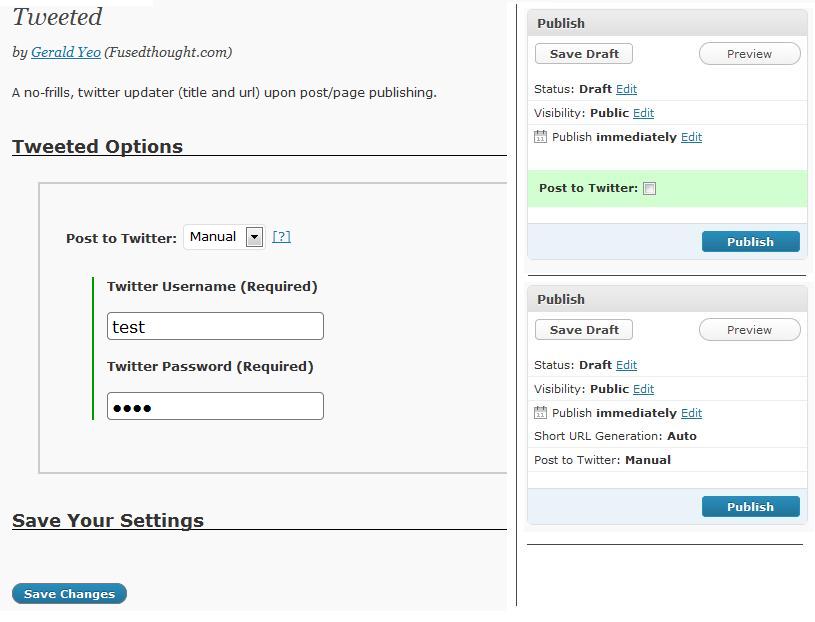 Tweeted
by Gerald Yeo (Fusedthought.com)
A no-frills, twitter updater (title and url) upon post/page publishing.
Tweeted Options
Post to Twitter: Manual [?]
Twitter Username (Required)
test
Twitter Password (Required)
••••
Save Your Settings
Save Changes
Publish
Save Draft Preview
Status: Draft Edit
Visibility: Public Edit
Publish immediately Edit
Post to Twitter:
Publish
Publish
Save Draft Preview
Status: Draft Edit
Visibility: Public Edit
Publish immediately Edit
Short URL Generation: Auto
Post to Twitter: Manual
Publish